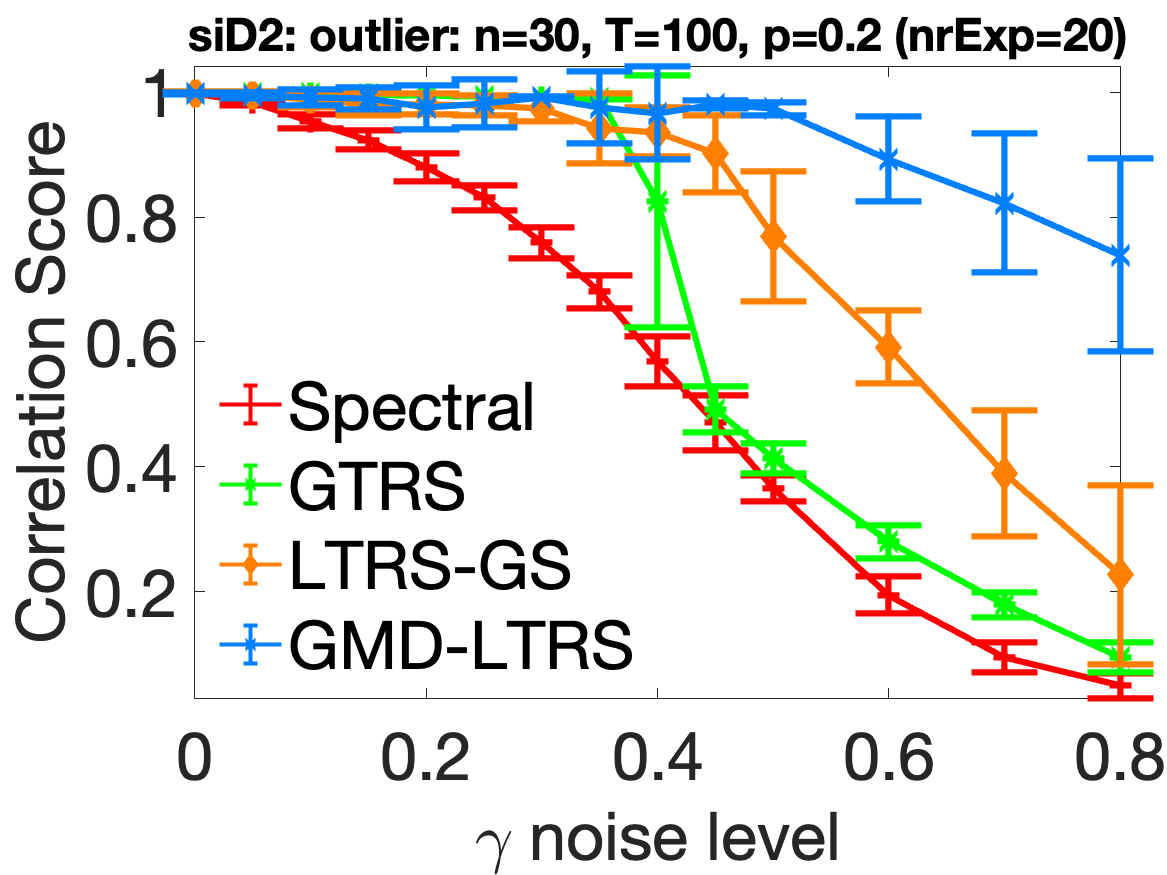 siD2: outlier: n=30, T=100, p=0.2 (nrExp=20)
Correlation Score
1
0.8
0.6
0.4
0.2
Spectral
GTRS
LTRS-GS
GMD-LTRS
0 0.2 0.4 0.6 0.8
γ noise level